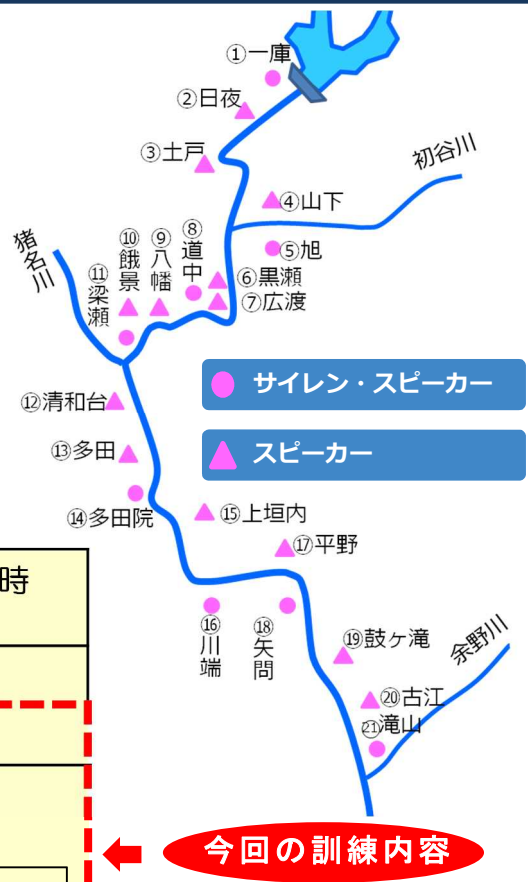 ①一庫
②日夜
③土戸
初谷川
④山下
⑤旭
⑥黒瀬
⑦広渡
⑧道中
⑨八幡
⑩餓景
⑪梁瀬
猪名川
サイレン・スピーカー
スピーカー
⑫清和台
⑬多田
⑭多田院
⑮上垣内
⑰平野
⑯川端
⑱矢問
⑲鼓ヶ滝
余野川
⑳古江
㉑滝山
時
今回の訓練内容